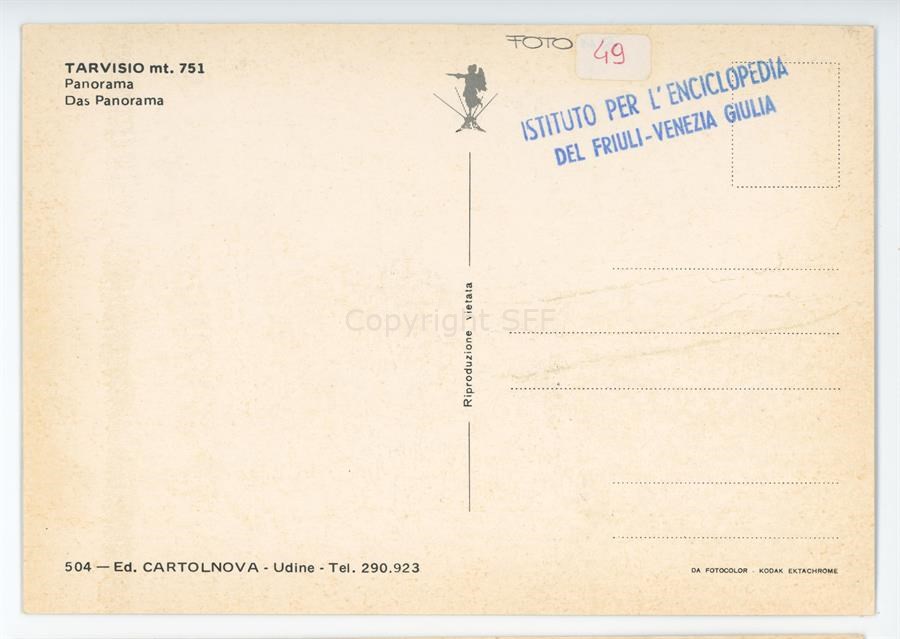 TARVISIO mt. 751
Panorama
Das Panorama
FOTO 49
ISTITUTO PER L'ENCICLOPEDIA
DEL FRIULI-VENEZIA GIULIA
Riproduzione vietata
Copyright SFF
504 — Ed. CARTOLNOVA - Udine - Tel. 290.923
DA FOTOCOLOR - KODAK EKTACHROME